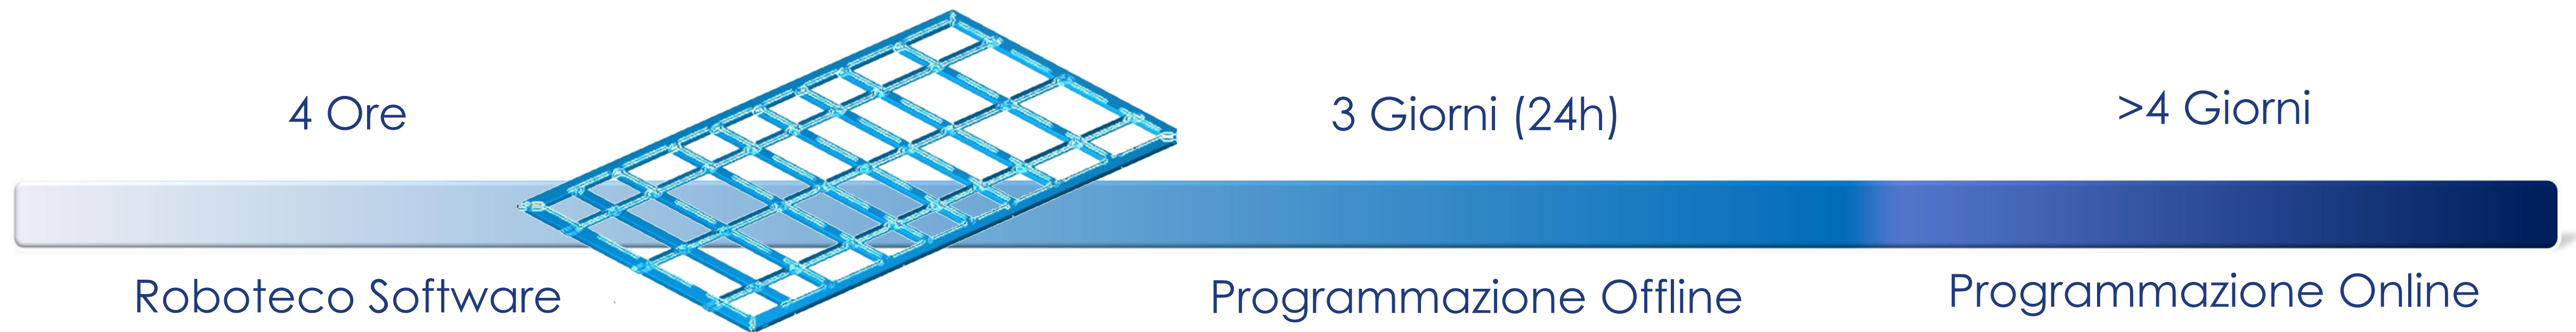 4 Ore
3 Giorni (24h)
>4 Giorni
Roboteco Software
Programmazione Offline
Programmazione Online